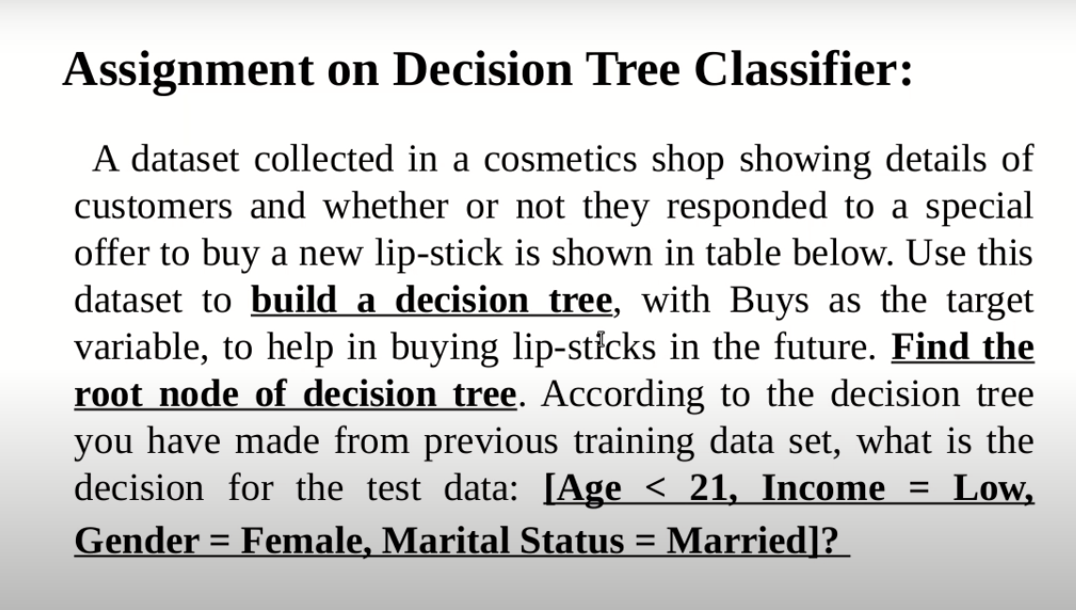 Assignment on Decision Tree Classifier:
A dataset collected in a cosmetics shop showing details of
customers and whether or not they responded to a special
offer to buy a new lip-stick is shown in table below. Use this
dataset to build a decision tree, with Buys as the target
variable, to help in buying lip-sticks in the future. Find the
root node of decision tree. According to the decision tree
you have made from previous training data set, what is the
decision for the test data: [Age < 21, Income = Low,
Gender = Female, Marital Status = Married]?